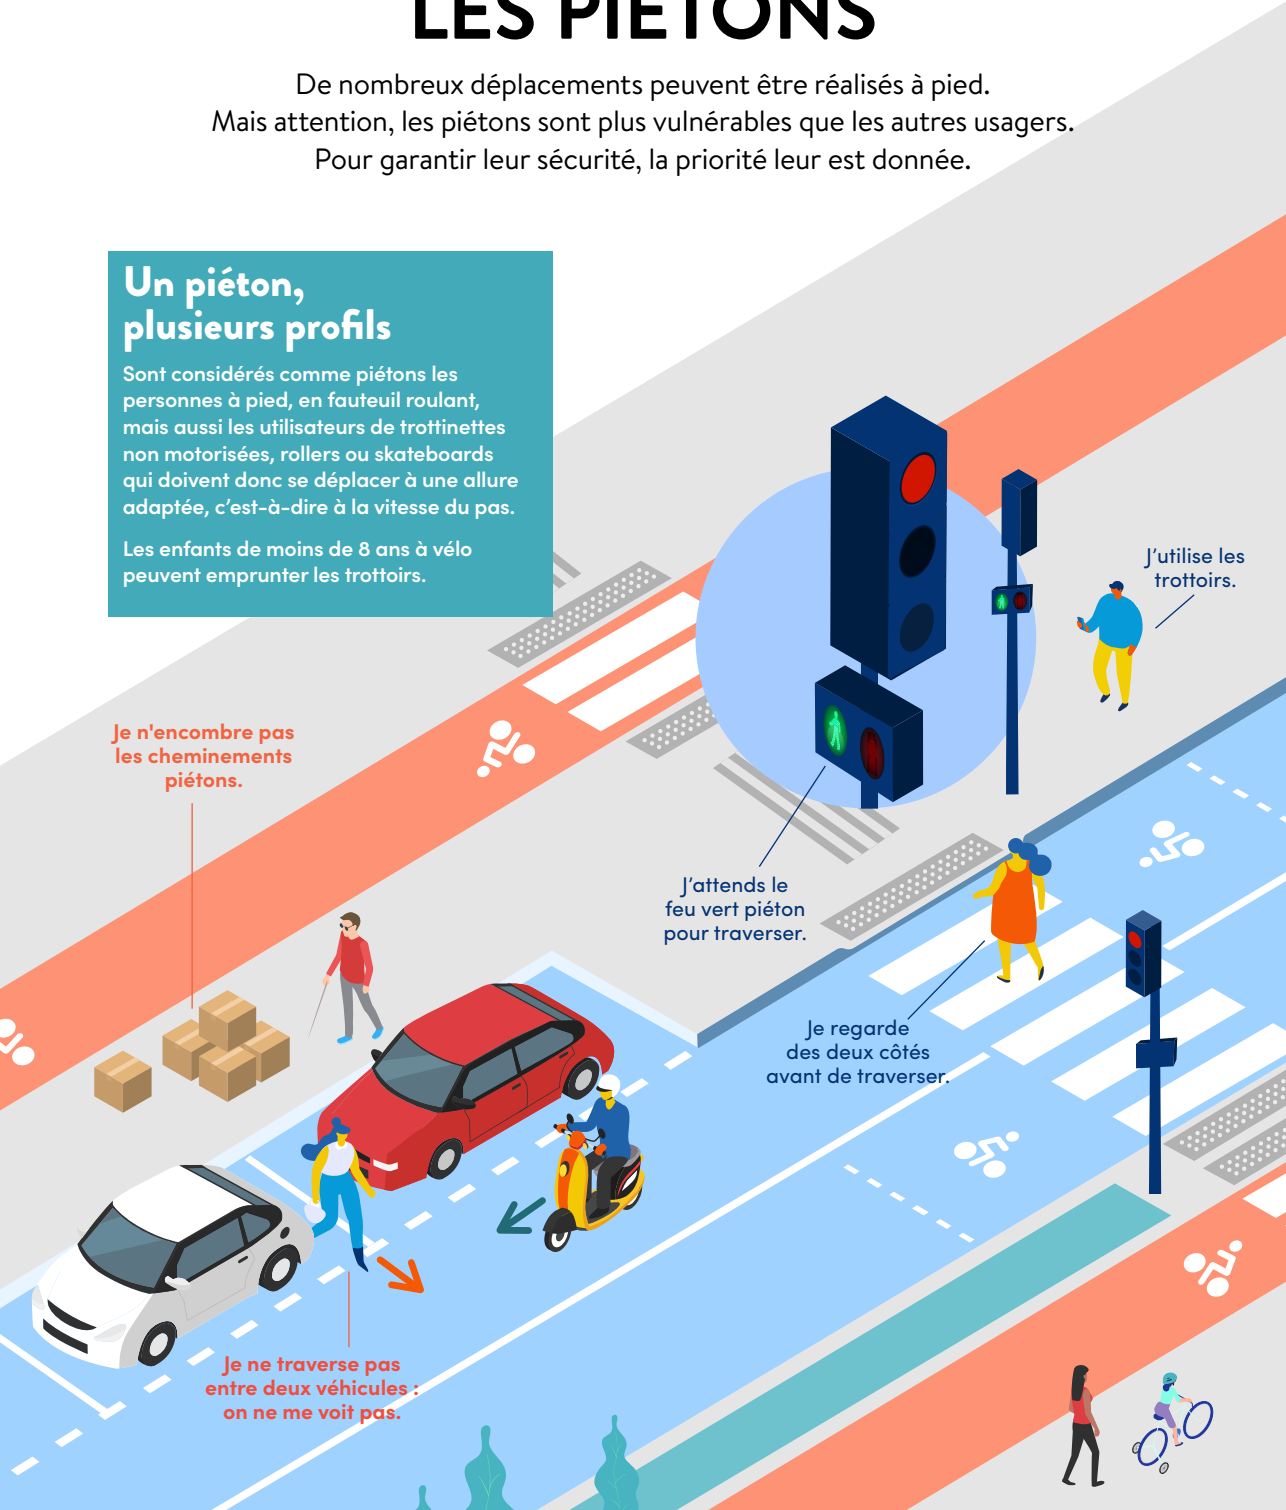 LES PIÉTONS
De nombreux déplacements peuvent être réalisés à pied.
Mais attention, les piétons sont plus vulnérables que les autres usagers.
Pour garantir leur sécurité, la priorité leur est donnée.
Un piéton,
plusieurs profils
Sont considérés comme piétons les
personnes à pied, en fauteuil roulant,
mais aussi les utilisateurs de trottinettes
non motorisées, rollers ou skateboards
qui doivent donc se déplacer à une allure
adaptée, c’est-à-dire à la vitesse du pas.
Les enfants de moins de 8 ans à vélo
peuvent emprunter les trottoirs.
J’utilise les
trottoirs.
Je n'encombre pas
les cheminements
piétons.
J’attends le
feu vert piéton
pour traverser.
Je regarde
des deux côtés
avant de traverser.
Je ne traverse pas
entre deux véhicules :
on ne me voit pas.